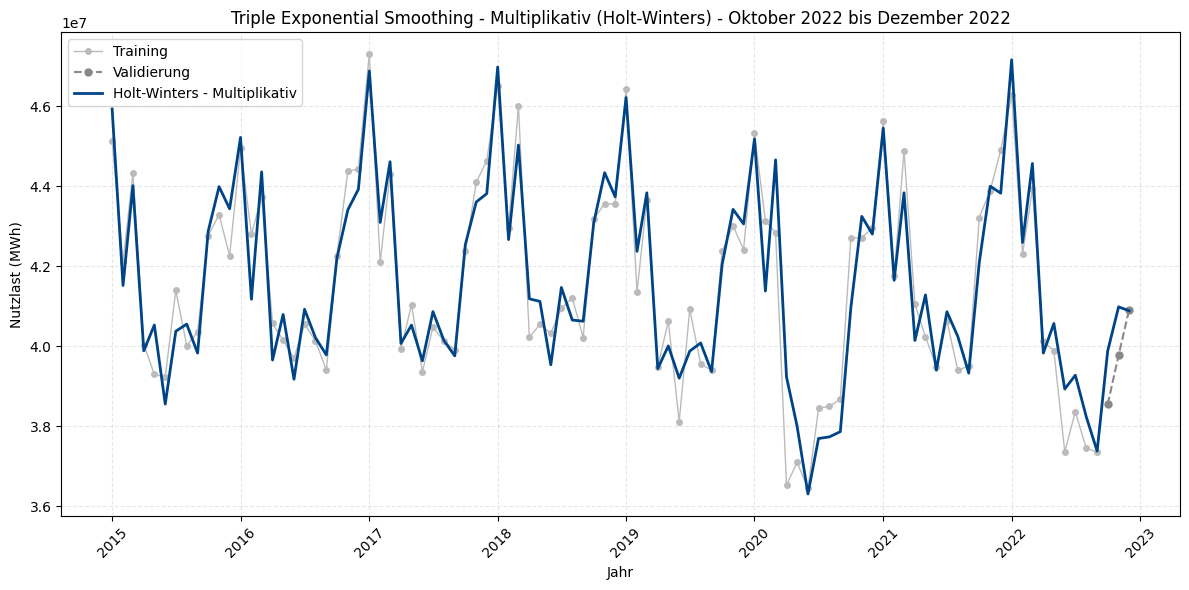 Triple Exponential Smoothing - Multiplikativ (Holt-Winters) - Oktober 2022 bis Dezember 2022
1e7
Training
Validierung
Holt-Winters - Multiplikativ
Nutzlast (MWh)
4.6
4.4
4.2
4.0
3.8
3.6
2015
2016
2017
2018
2019
2020
2021
2022
2023
Jahr